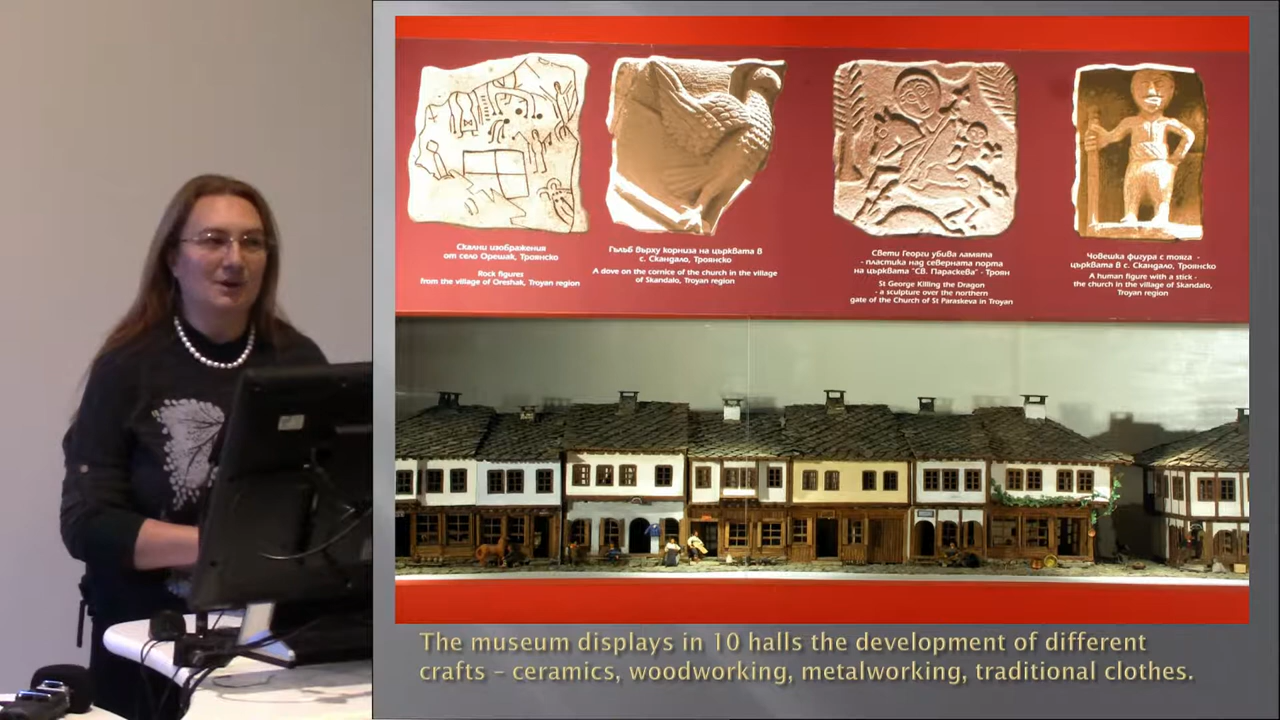 Скални изображения
от село Орешак, Троянско
Rock figures
from the village of Oreshak, Troyan region
Гълъб върху корниза на църквата в
с. Скандало, Троянско
A dove on the cornice of the church in the village
of Skandalo, Troyan region
Свети Георги убива ламята
- пластика над северната порта
на църквата "СВ. Параскева" - Троян
St George Killing the Dragon
- a sculpture over the northern
gate of the Church of St Paraskeva in Troyan
Човешка фигура с тояга -
църквата в с. Скандало, Троянско
A human figure with a stick -
the church in the village of Skandalo,
Troyan region
The museum displays in 10 halls the development of different
crafts – ceramics, woodworking, metalworking, traditional clothes.